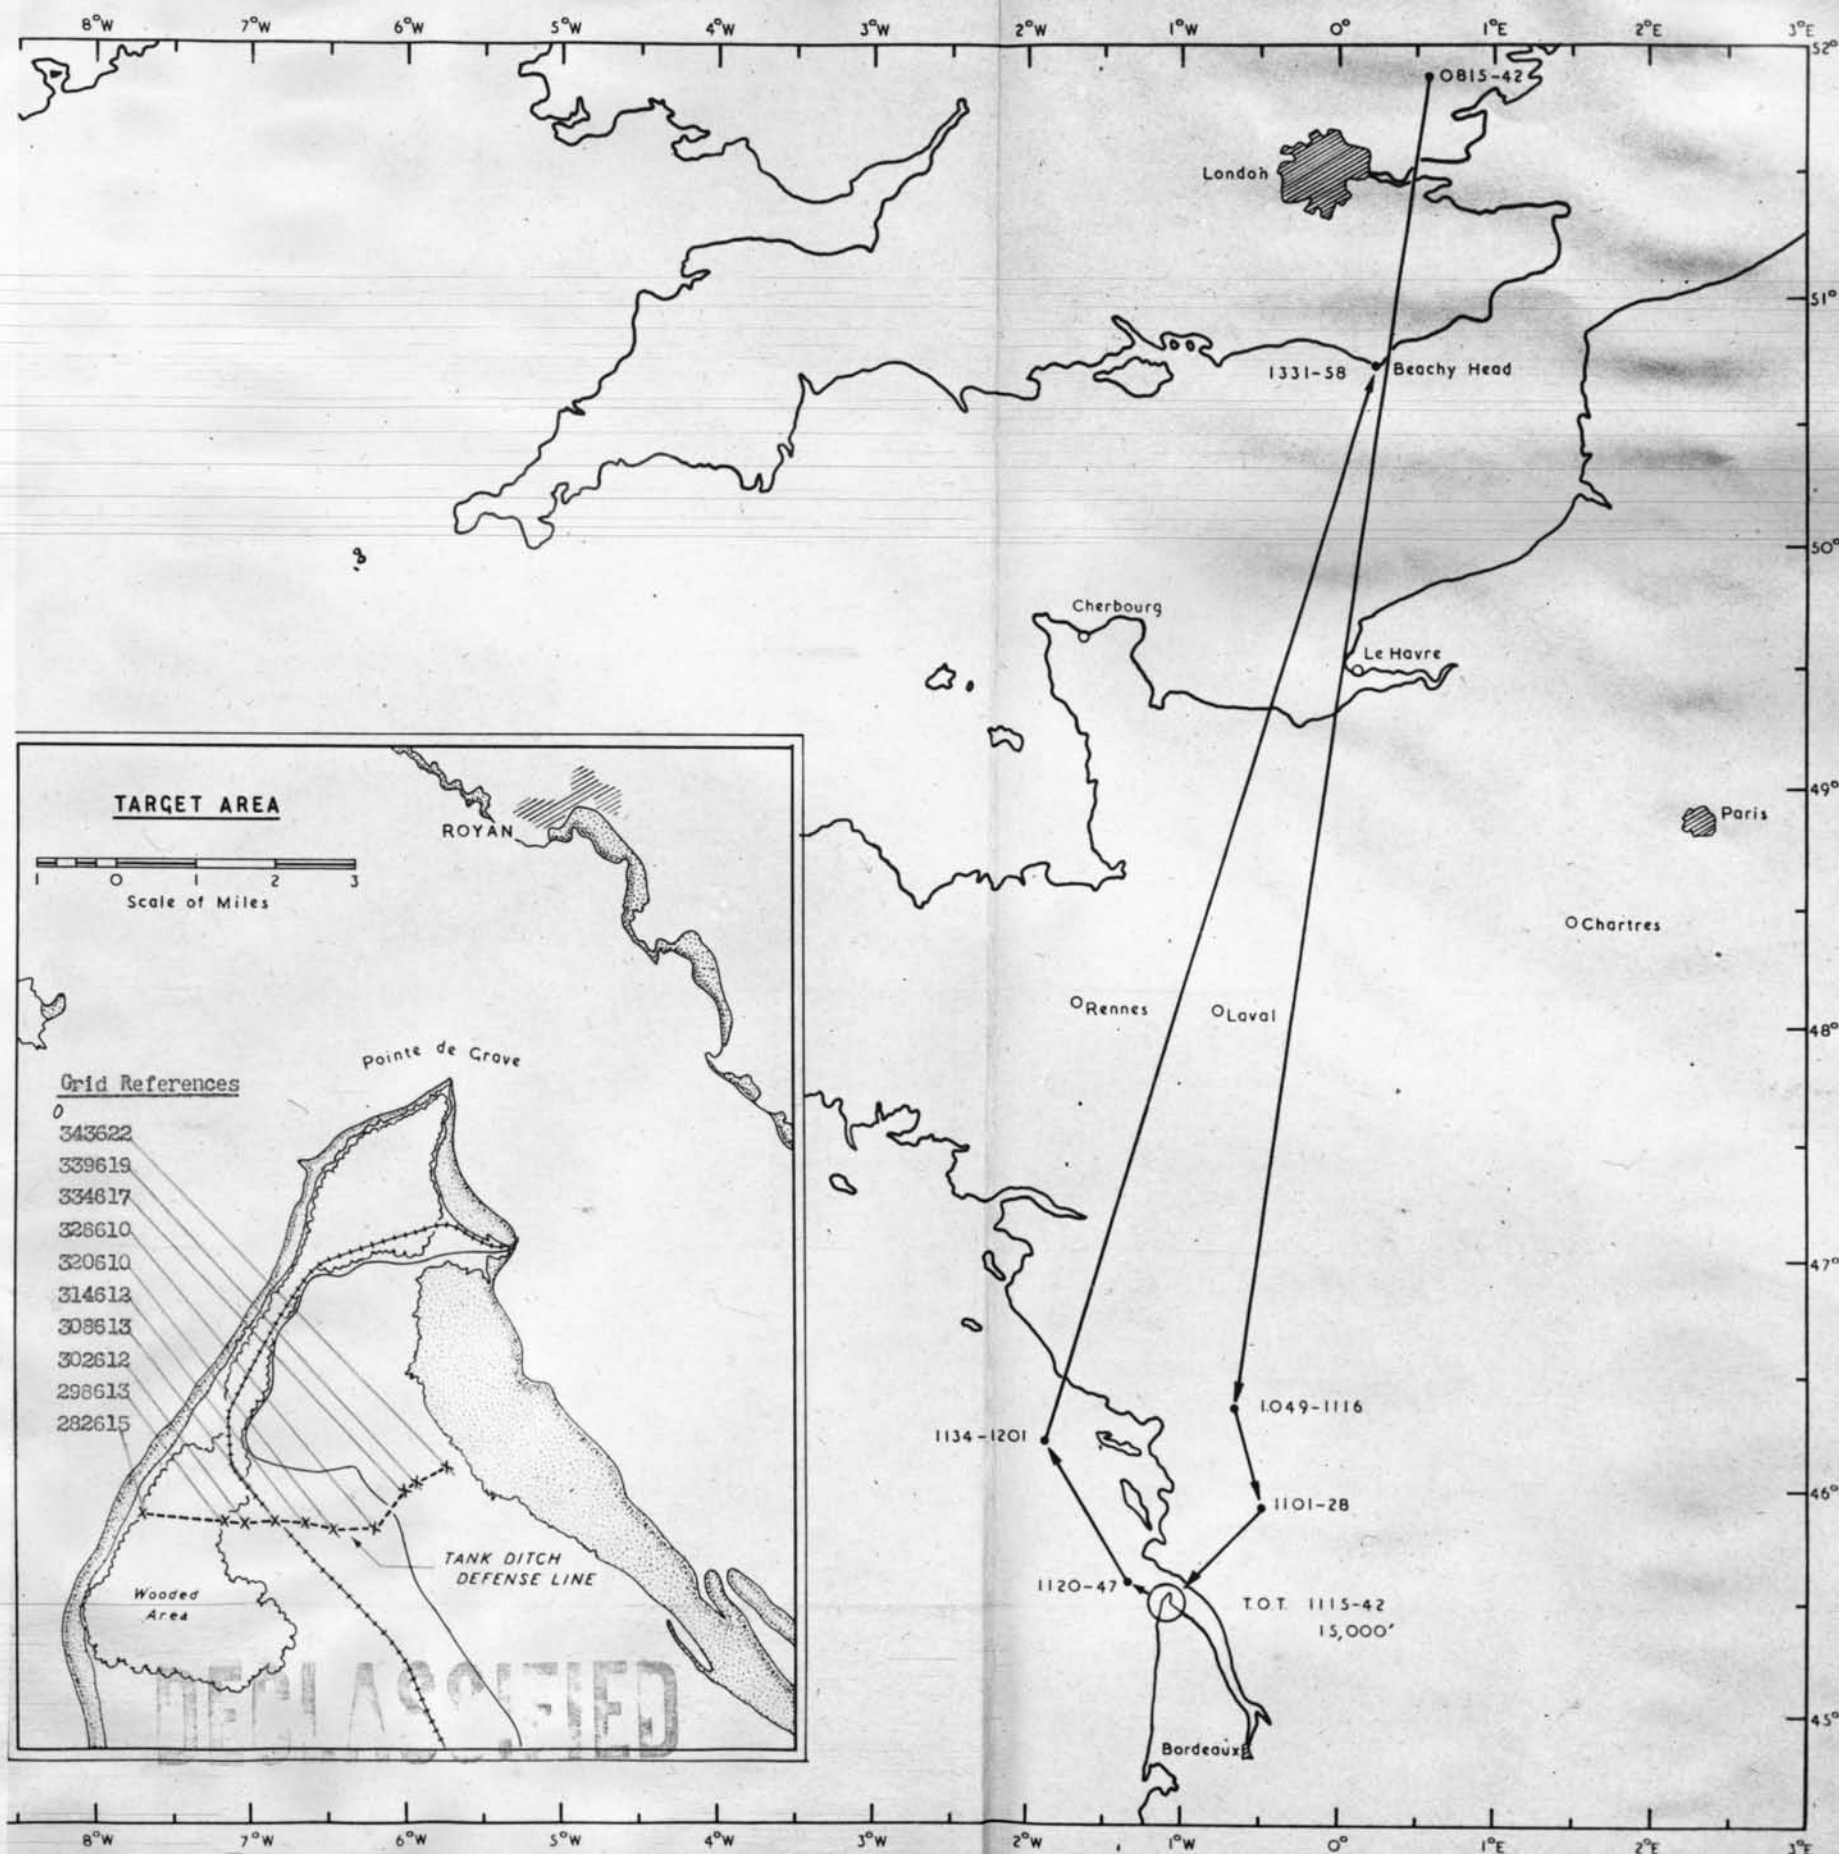 8°W 7°W 6°W 5°W 4°W 3°W 2°W 1°W 0° 1°E 2°E 3°E
52°
0815-42
London
51°
1331-58
Beachy Head
50°
Cherbourg
Le Havre
49°
Paris
Chartres
Rennes
Laval
48°
47°
1049-1116
1134-1201
46°
1101-28
1120-47
T.O.T. 1115-42
15,000'
45°
Bordeaux
TARGET AREA
1 0 1 2 3
Scale of Miles
ROYAN
Pointe de Grave
Grid References
0
343622
339619
334617
328610
320610
314612
308613
302612
298613
282615
TANK DITCH
DEFENSE LINE
Wooded
Area
DECLASSIFIED
8°W 7°W 6°W 5°W 4°W 3°W 2°W 1°W 0° 1°E 2°E 3°E